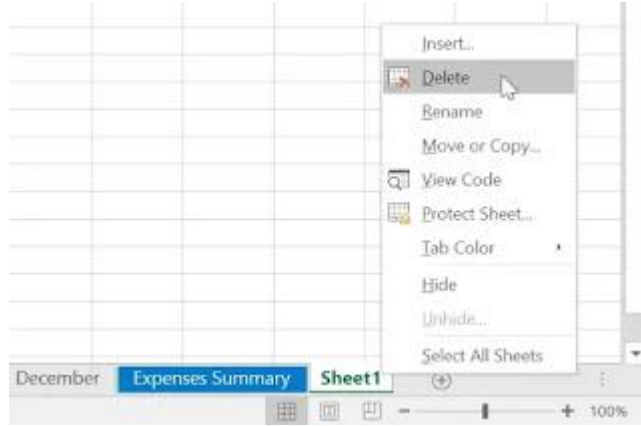 Insert...
Delete
Rename
Move or Copy...
View Code
Protect Sheet...
Tab Color
Hide
Unhide...
Select All Sheets
December Expenses Summary Sheet1
100%